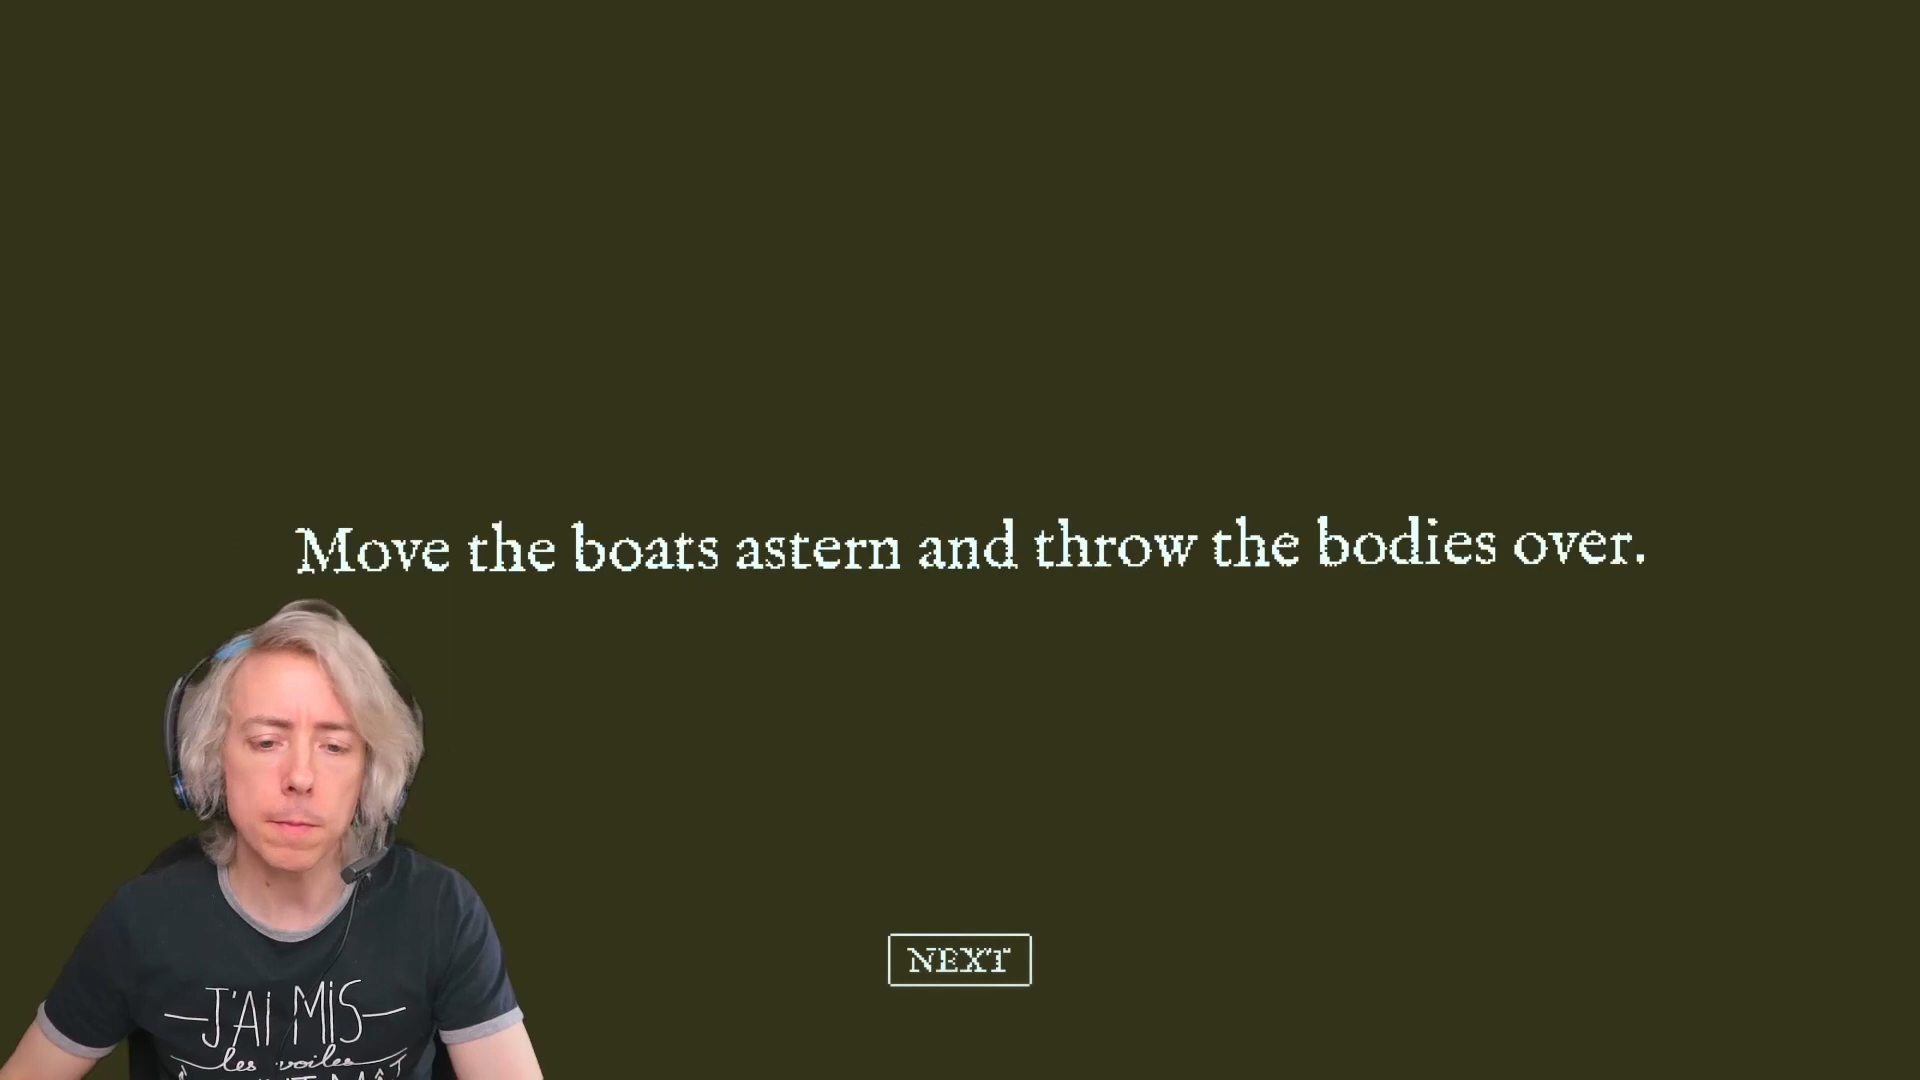 Move the boats astern and throw the bodies over.
NEXT
J'AI MIS
les voiles